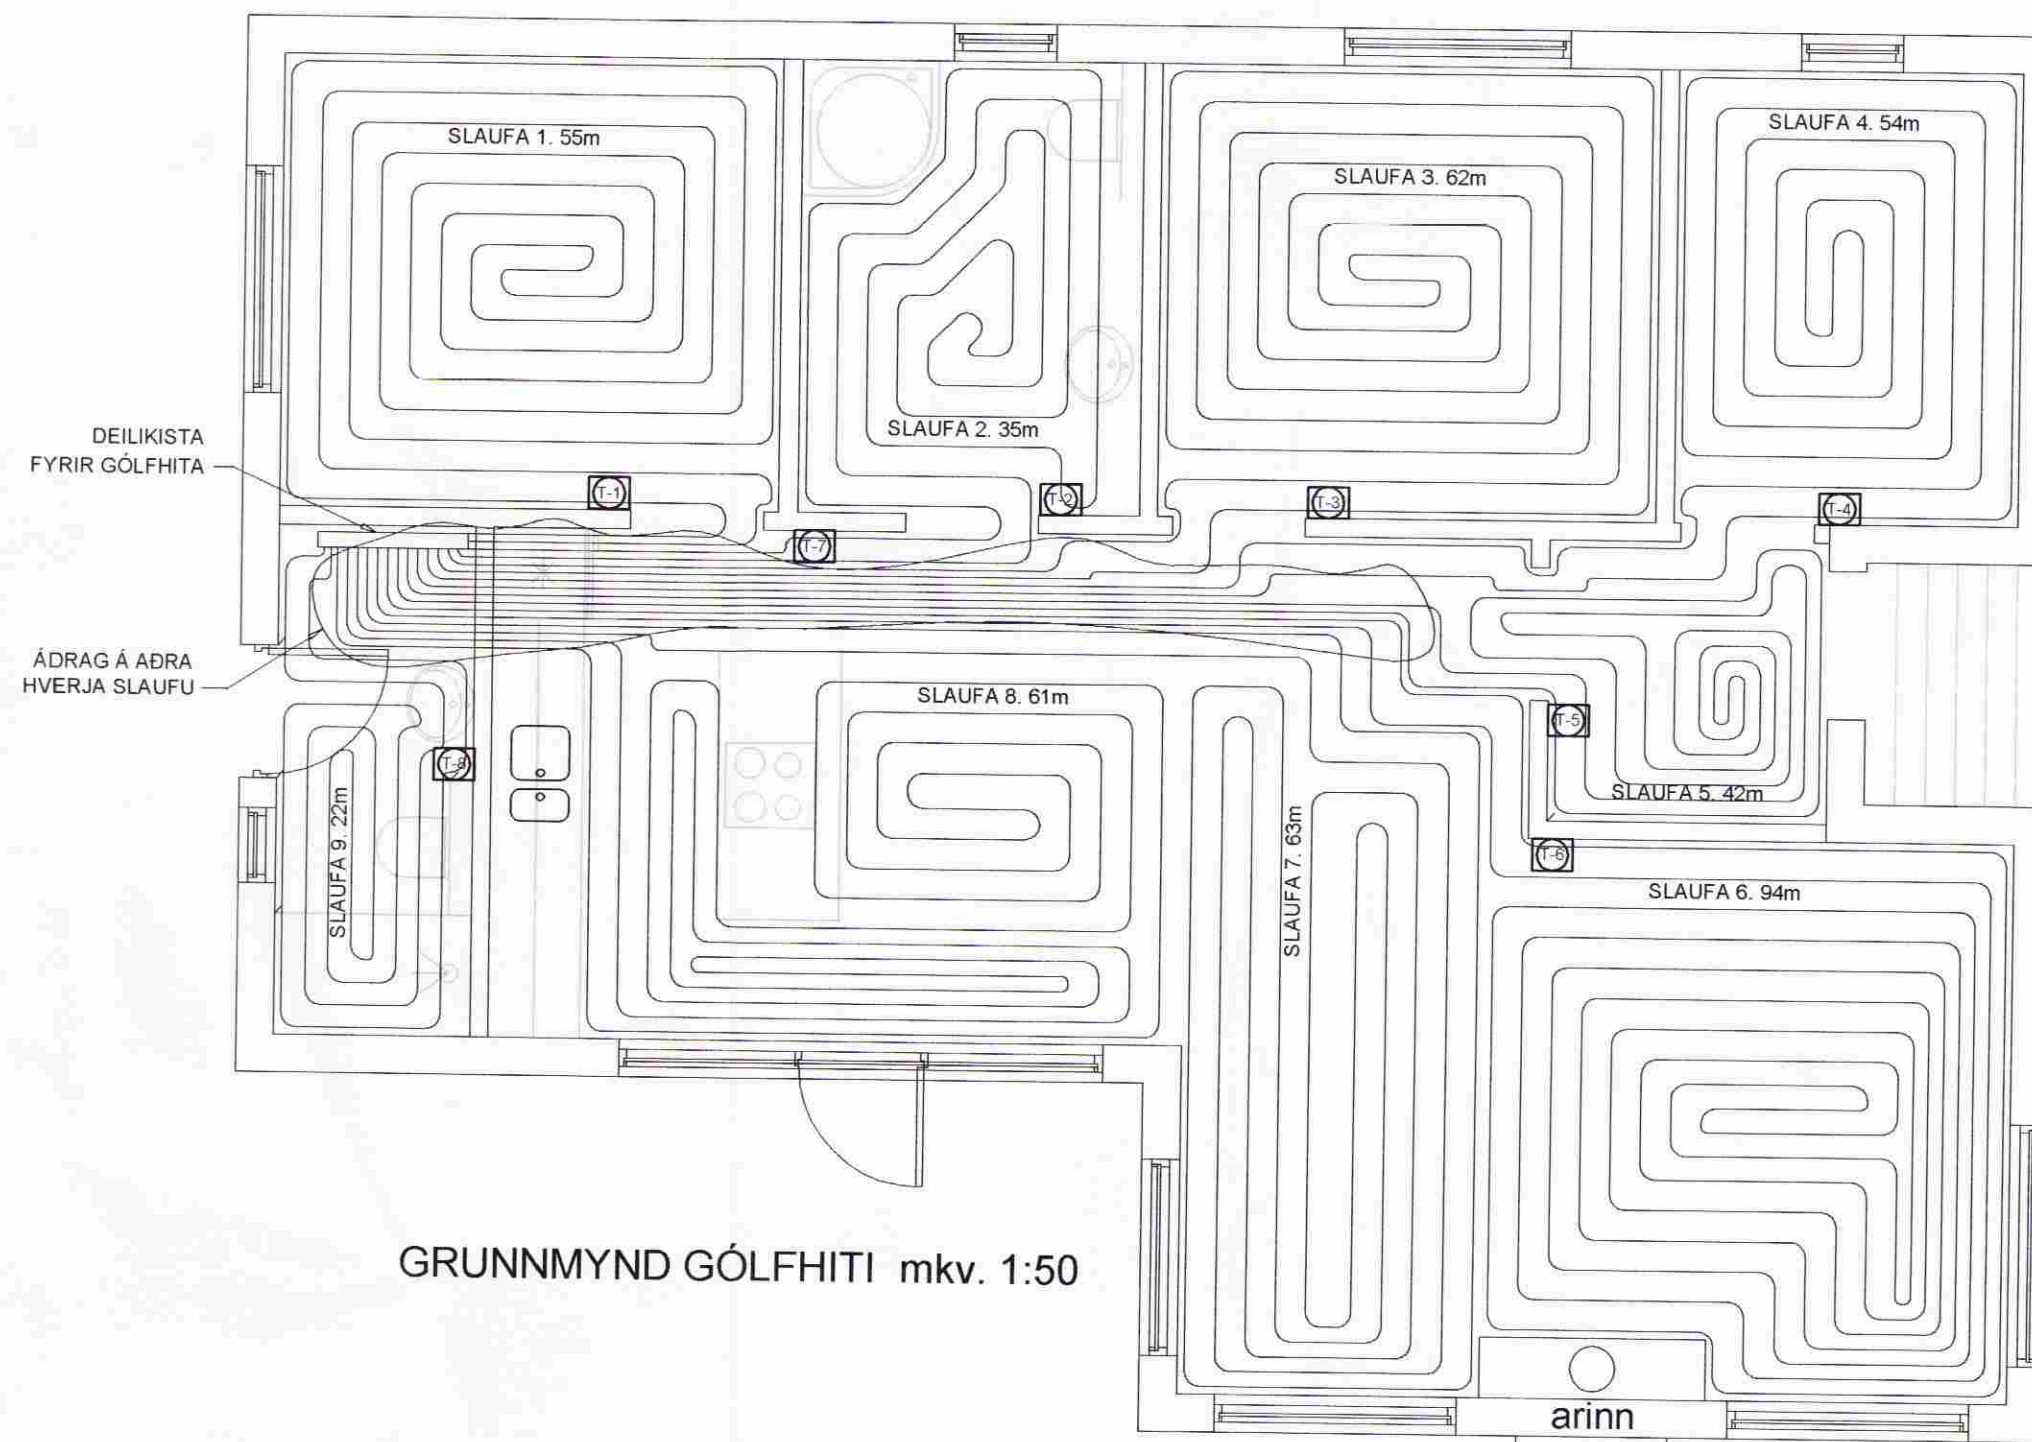 SLAUFA 1. 55m
SLAUFA 4. 54m
SLAUFA 3. 62m
SLAUFA 2. 35m
DEILIKISTA
FYRIR GÓLFHITA
T-1
T-2
T-3
T-4
T-7
ÁDRAG Á AÐRA
HVERJA SLAUFU
SLAUFA 8. 61m
T-5
T-8
SLAUFA 5. 42m
SLAUFA 9. 22m
SLAUFA 7. 63m
T-6
SLAUFA 6. 94m
GRUNNMYND GÓLFHITI mkv. 1:50
arinn